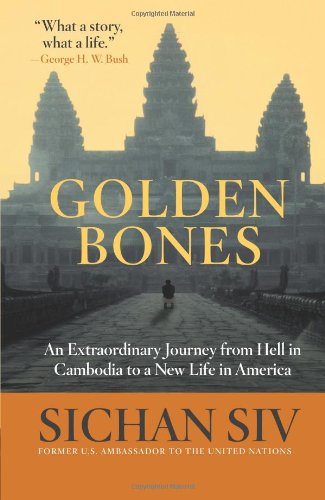 “What a story,
what a life.”
—George H. W. Bush
GOLDEN
BONES
An Extraordinary Journey from Hell in
Cambodia to a New Life in America
SICHAN SIV
FORMER U.S. AMBASSADOR TO THE UNITED NATIONS